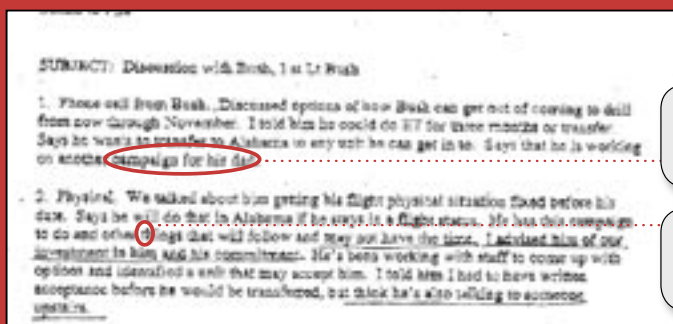 SUBJECT: Discussion with Bush, 1st Lt Bush
1. Phone call from Bush. Discussed options of how Bush can get out of coming to drill
from now through November. I told him he could do ET for three months or transfer.
Says he wants to transfer to Alabama to any unit he can get in to. Says that he is working
on another campaign for his dad.
2. Physical. We talked about him getting his flight physical situation fixed before his
date. Says he will do that in Alabama if he stays in a flight status. He has this campaign
to do and other things that will follow and may not have the time. I advised him of our
investment in him and his commitment. He's been working with staff to come up with
options and identified a unit that may accept him. I told him I had to have written
acceptance before he would be transferred, but think he's also talking to someone
upstairs.